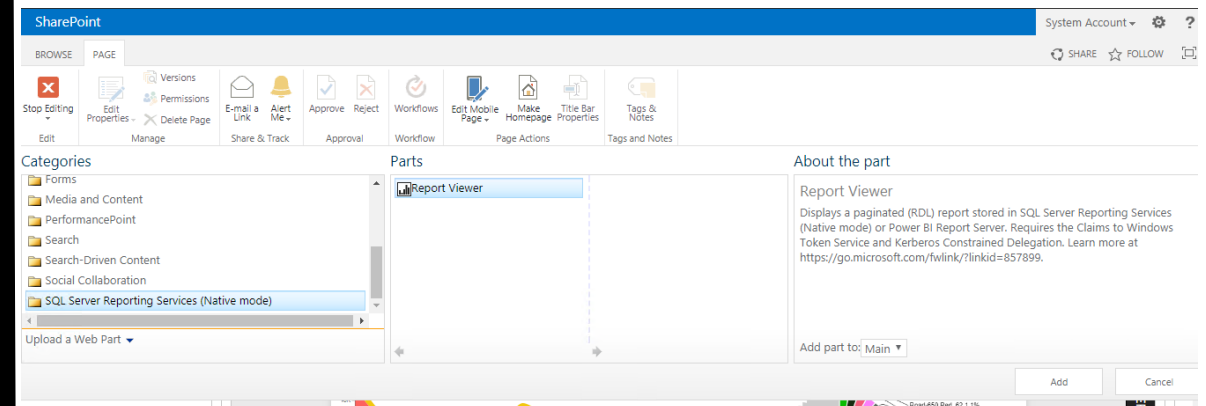 SharePoint
System Account
?
BROWSE PAGE
SHARE FOLLOW
Stop Editing
Edit Properties
Versions
Permissions
Delete Page
E-mail a Link
Alert Me
Approve
Reject
Workflows
Edit Mobile Page
Make Homepage
Title Bar Properties
Tags & Notes
Edit
Manage
Share & Track
Approval
Workflow
Page Actions
Tags and Notes
Categories
Forms
Media and Content
PerformancePoint
Search
Search-Driven Content
Social Collaboration
SQL Server Reporting Services (Native mode)
Upload a Web Part
Parts
Report Viewer
About the part
Report Viewer
Displays a paginated (RDL) report stored in SQL Server Reporting Services
(Native mode) or Power BI Report Server. Requires the Claims to Windows
Token Service and Kerberos Constrained Delegation. Learn more at
https://go.microsoft.com/fwlink/?linkid=857899.
Add part to: Main
Add
Cancel